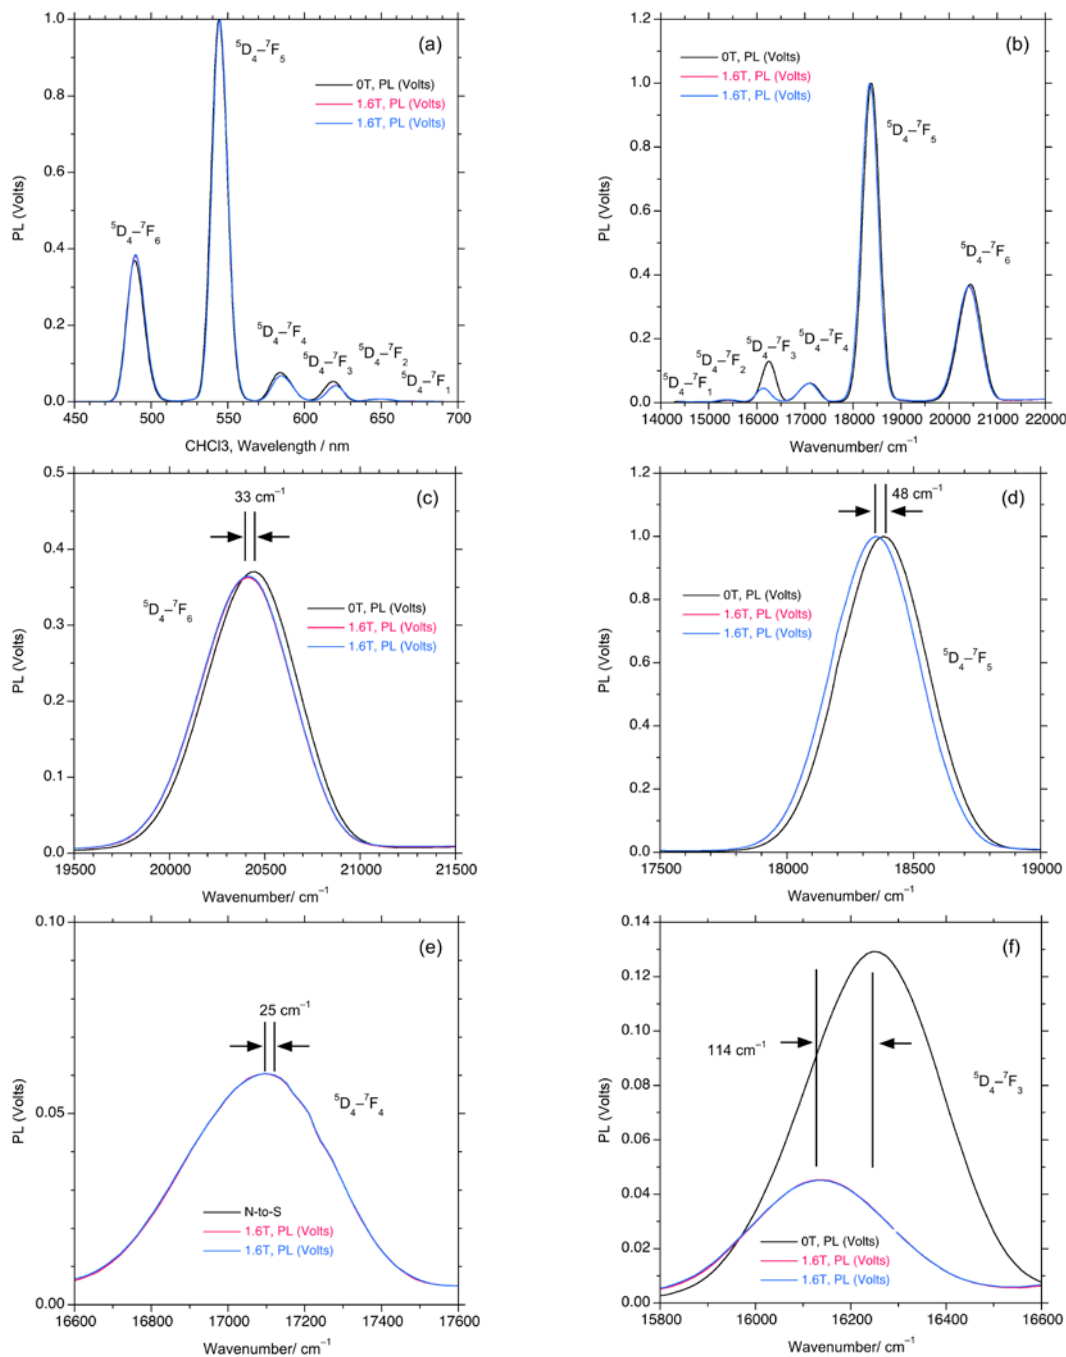 (a)
⁵D₄–⁷F₅
0T, PL (Volts)
1.6T, PL (Volts)
1.6T, PL (Volts)
⁵D₄–⁷F₆
⁵D₄–⁷F₄
⁵D₄–⁷F₃
⁵D₄–⁷F₂
⁵D₄–⁷F₁
PL (Volts)
1.0
0.8
0.6
0.4
0.2
0.0
450 500 550 600 650 700
CHCl3, Wavelength / nm
(b)
0T, PL (Volts)
1.6T, PL (Volts)
1.6T, PL (Volts)
⁵D₄–⁷F₅
⁵D₄–⁷F₆
⁵D₄–⁷F₄
⁵D₄–⁷F₃
⁵D₄–⁷F₂
⁵D₄–⁷F₁
PL (Volts)
1.2
1.0
0.8
0.6
0.4
0.2
0.0
14000 15000 16000 17000 18000 19000 20000 21000 22000
Wavenumber/ cm⁻¹
(c)
33 cm⁻¹
⁵D₄–⁷F₆
0T, PL (Volts)
1.6T, PL (Volts)
1.6T, PL (Volts)
PL (Volts)
0.5
0.4
0.3
0.2
0.1
0.0
19500 20000 20500 21000 21500
Wavenumber/ cm⁻¹
(d)
48 cm⁻¹
0T, PL (Volts)
1.6T, PL (Volts)
1.6T, PL (Volts)
⁵D₄–⁷F₅
PL (Volts)
1.2
1.0
0.8
0.6
0.4
0.2
0.0
17500 18000 18500 19000
Wavenumber/ cm⁻¹
(e)
25 cm⁻¹
⁵D₄–⁷F₄
N-to-S
1.6T, PL (Volts)
1.6T, PL (Volts)
PL (Volts)
0.10
0.05
0.00
16600 16800 17000 17200 17400 17600
Wavenumber/ cm⁻¹
(f)
114 cm⁻¹
⁵D₄–⁷F₃
0T, PL (Volts)
1.6T, PL (Volts)
1.6T, PL (Volts)
PL (Volts)
0.14
0.12
0.10
0.08
0.06
0.04
0.02
0.00
15800 16000 16200 16400 16600
Wavenumber/ cm⁻¹